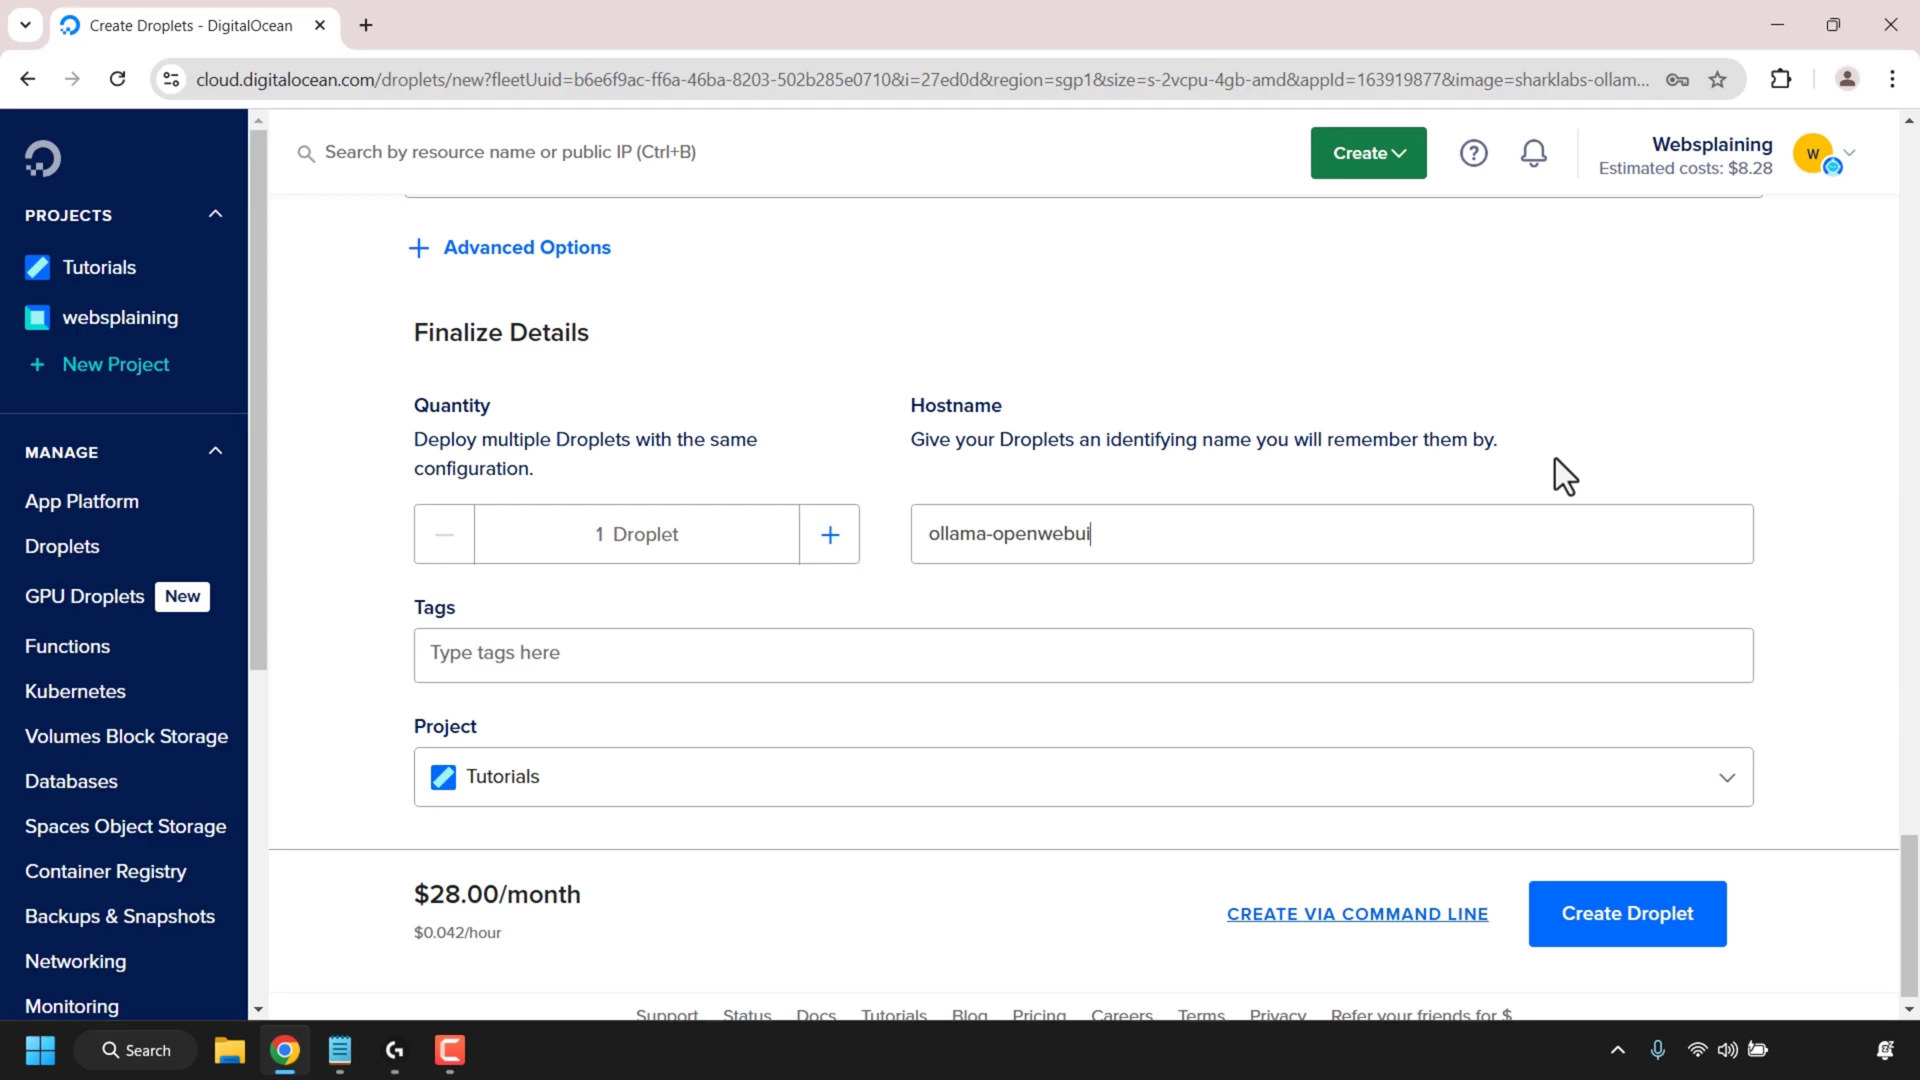 Create Droplets - DigitalOcean
cloud.digitalocean.com/droplets/new?fleetUuid=b6e6f9ac-ff6a-46ba-8203-502b285e0710&i=27ed0d&region=sgp1&size=s-2vcpu-4gb-amd&appId=163919877&image=sharklabs-ollam...
Search by resource name or public IP (Ctrl+B)
Create
Websplaining
Estimated costs: $8.28
W
PROJECTS
Tutorials
websplaining
+ New Project
MANAGE
App Platform
Droplets
GPU Droplets New
Functions
Kubernetes
Volumes Block Storage
Databases
Spaces Object Storage
Container Registry
Backups & Snapshots
Networking
Monitoring
+ Advanced Options
Finalize Details
Quantity
Deploy multiple Droplets with the same
configuration.
1 Droplet
Hostname
Give your Droplets an identifying name you will remember them by.
ollama-openwebui
Tags
Type tags here
Project
Tutorials
$28.00/month
$0.042/hour
CREATE VIA COMMAND LINE
Create Droplet
Support Status Docs Tutorials Blog Pricing Careers Terms Privacy Refer your friends for $
Search